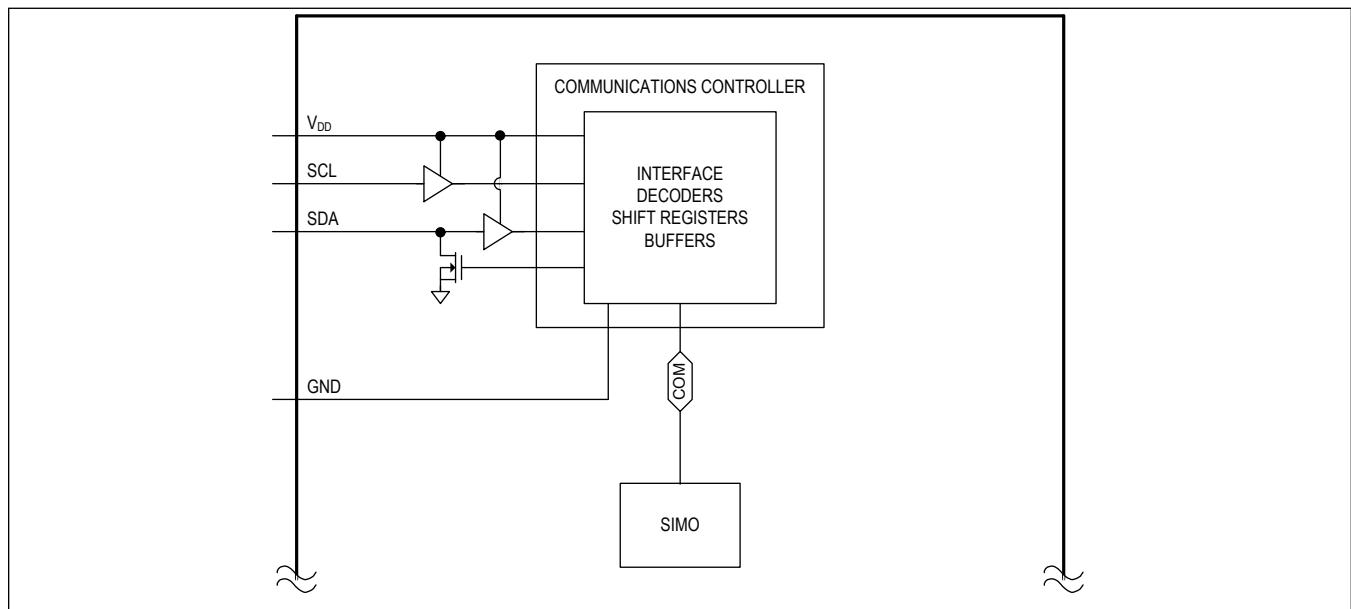 COMMUNICATIONS CONTROLLER
VDD
SCL
SDA
INTERFACE
DECODERS
SHIFT REGISTERS
BUFFERS
GND
COM
SIMO